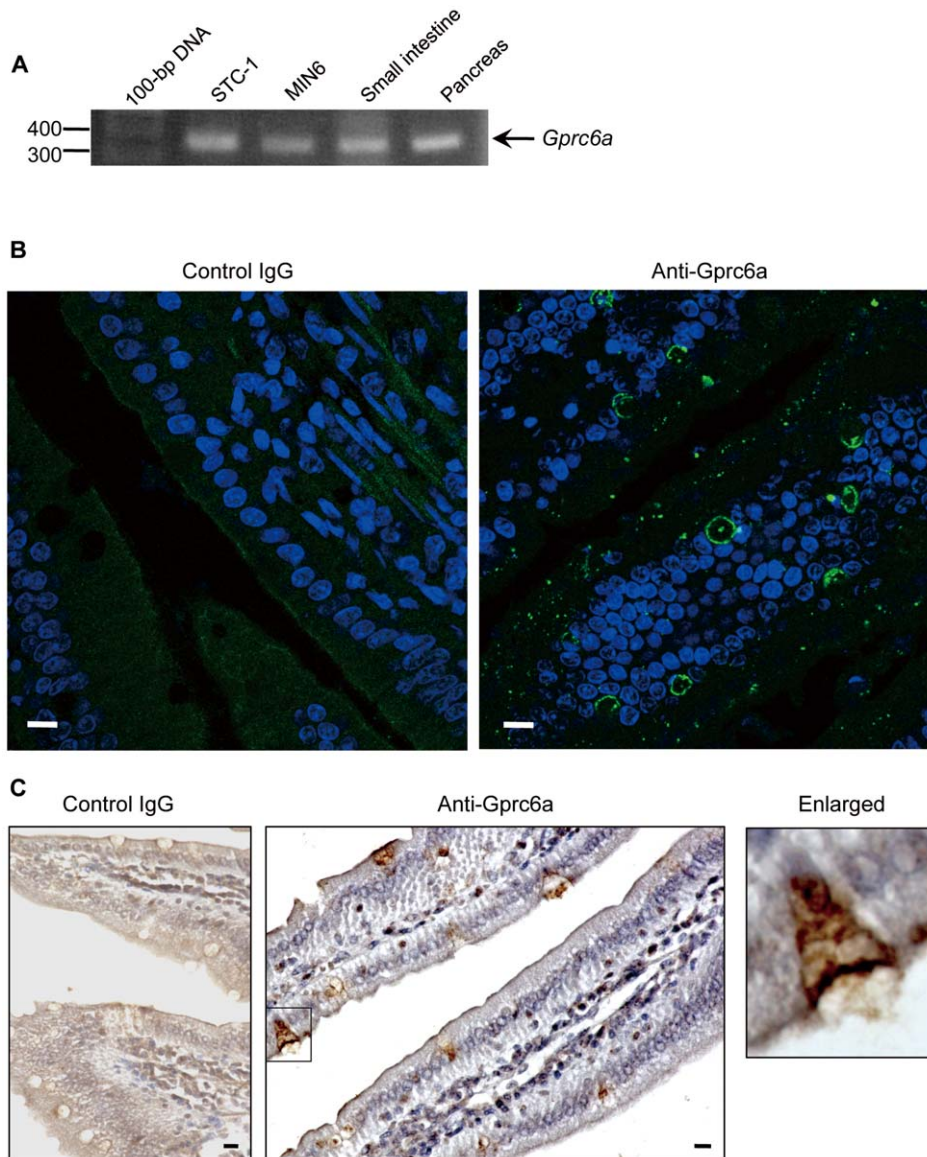 A
100-bp DNA
STC-1
MIN6
Small intestine
Pancreas
400
300
Gprc6a
B
Control IgG
Anti-Gprc6a
C
Control IgG
Anti-Gprc6a
Enlarged